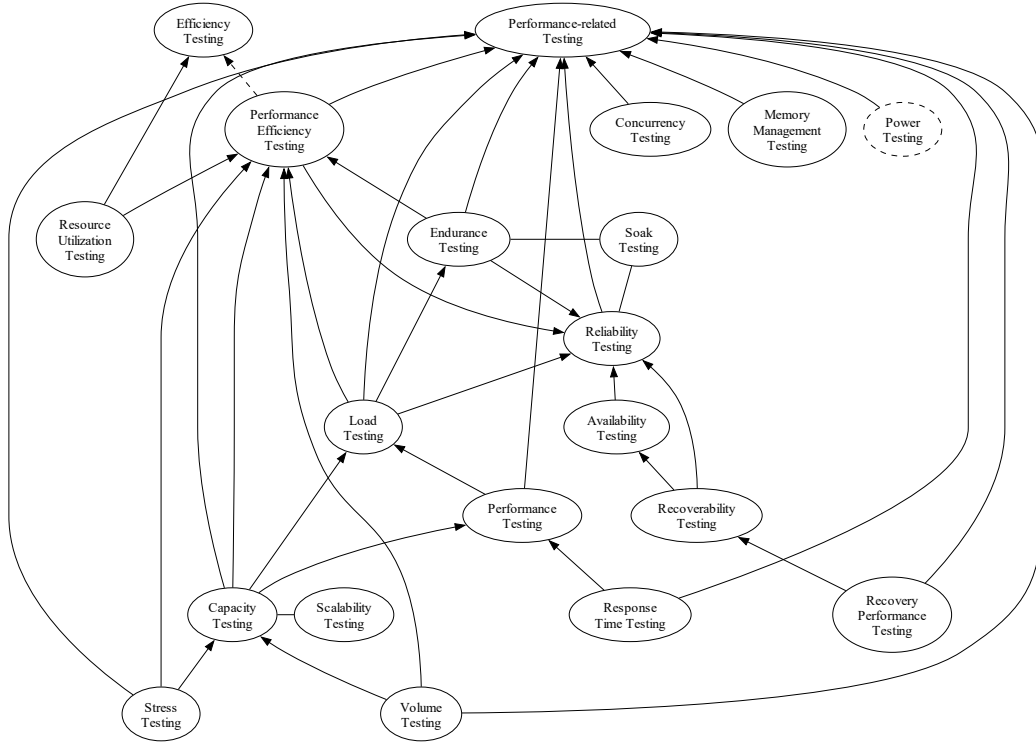 Efficiency
Testing
Performance-related
Testing
Performance
Efficiency
Testing
Concurrency
Testing
Memory
Management
Testing
Power
Testing
Resource
Utilization
Testing
Endurance
Testing
Soak
Testing
Reliability
Testing
Load
Testing
Availability
Testing
Performance
Testing
Recoverability
Testing
Capacity
Testing
Scalability
Testing
Response
Time Testing
Recovery
Performance
Testing
Stress
Testing
Volume
Testing